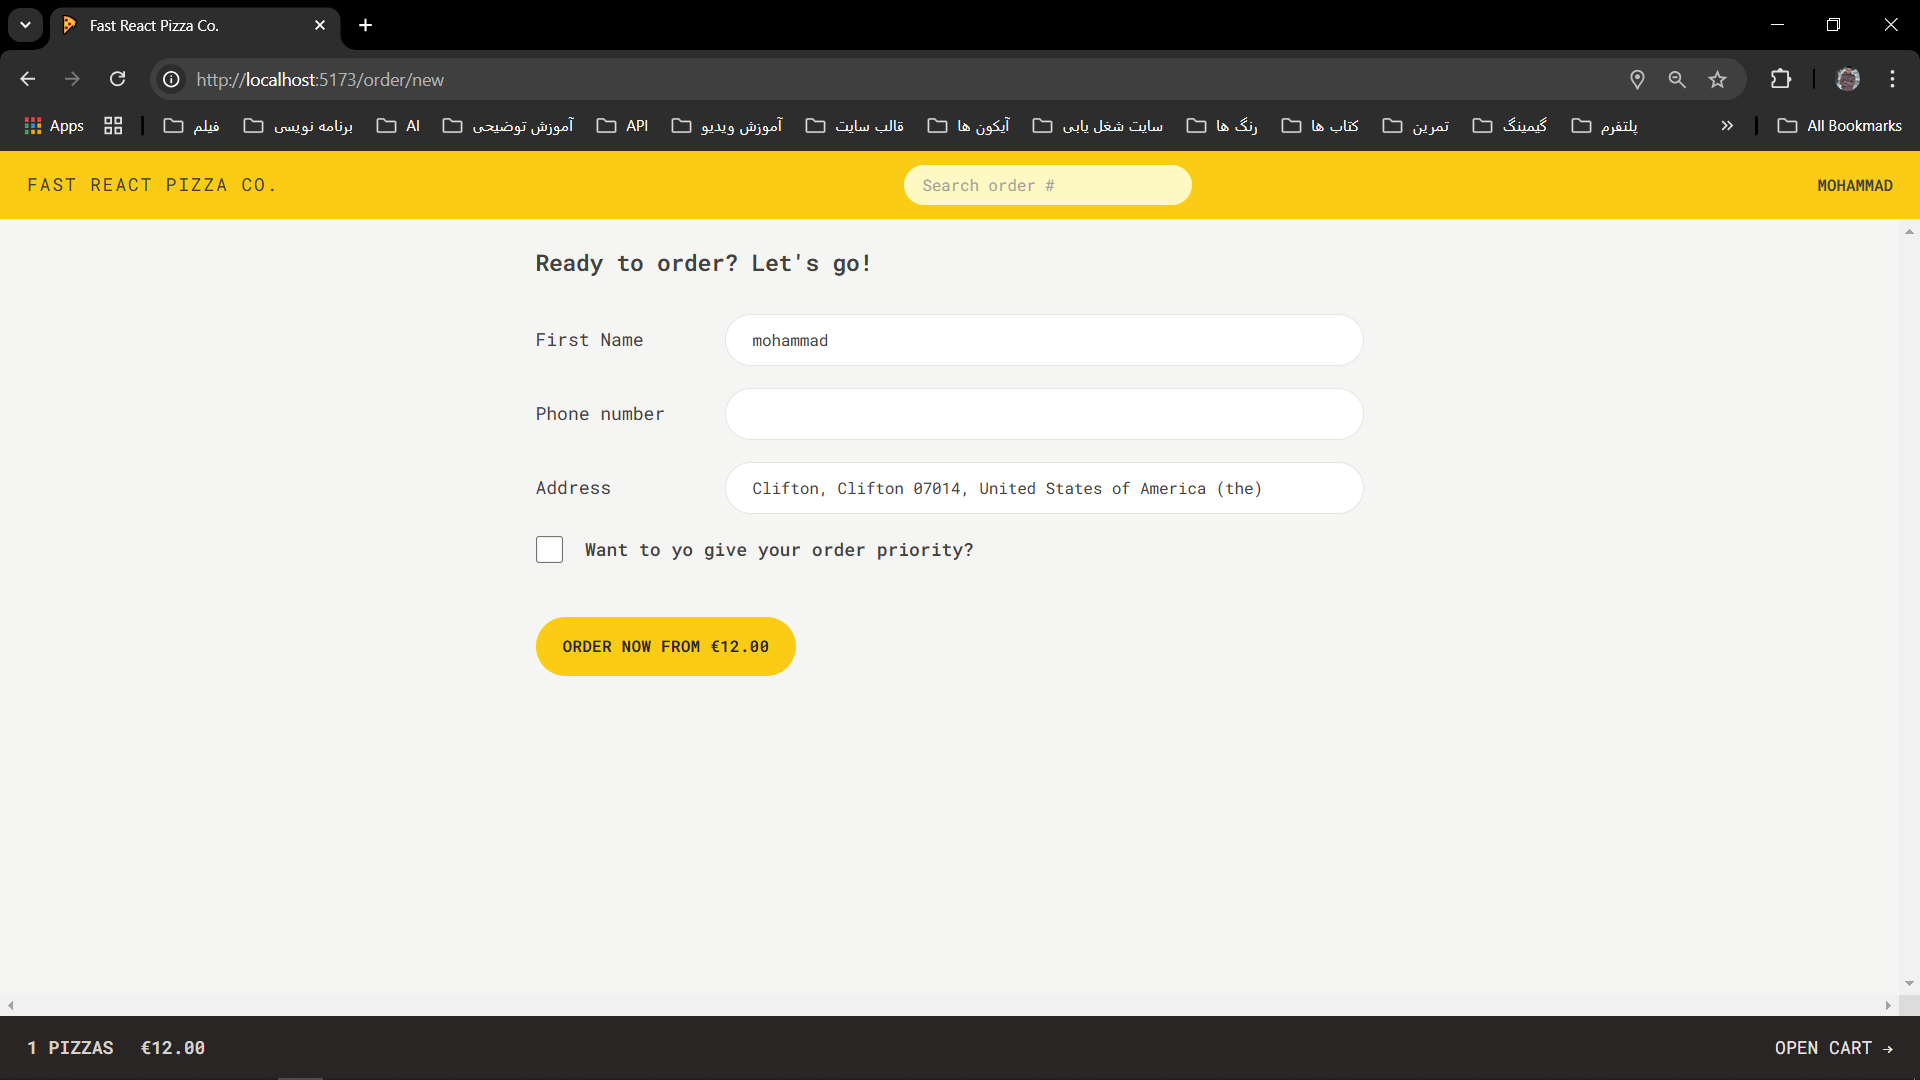 Fast React Pizza Co.
http://localhost:5173/order/new
Apps فیلم برنامه نویسی AI آموزش توضیحی API آموزش ویدیو قالب سایت آیکون ها سایت شغل یابی رنگ ها کتاب ها تمرین گیمینگ پلتفرم » All Bookmarks
FAST REACT PIZZA CO. Search order # MOHAMMAD
Ready to order? Let's go!
First Name mohammad
Phone number
Address Clifton, Clifton 07014, United States of America (the)
Want to yo give your order priority?
ORDER NOW FROM €12.00
1 PIZZAS €12.00 OPEN CART →